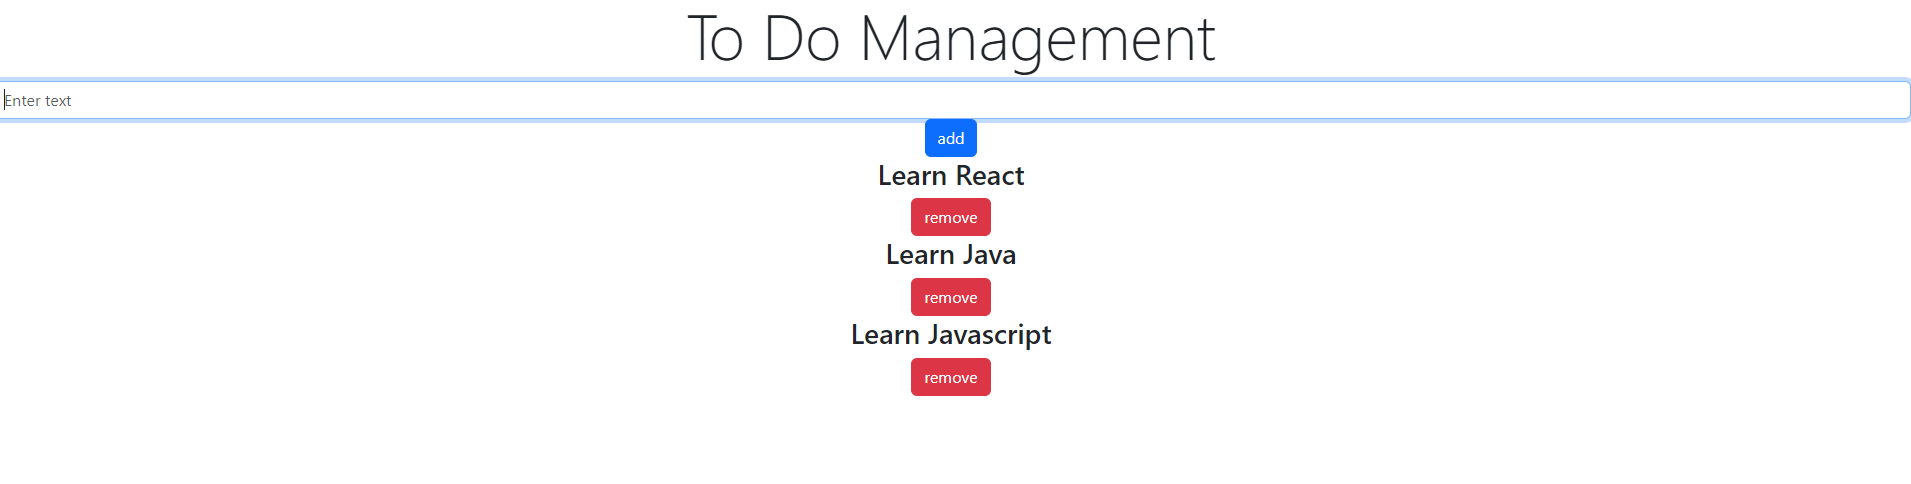 To Do Management
Enter text
add
Learn React
remove
Learn Java
remove
Learn Javascript
remove